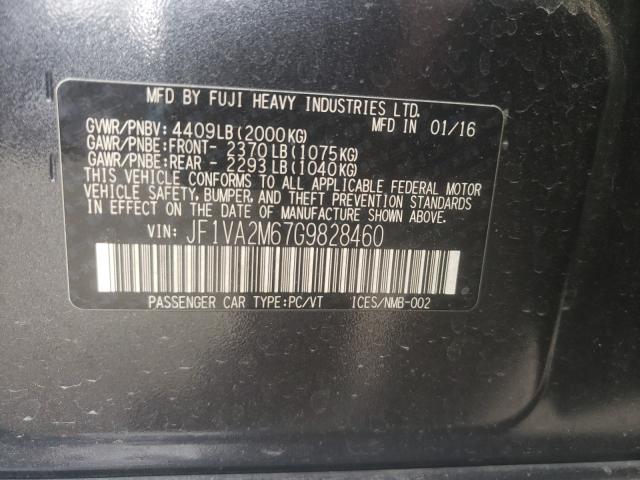 MFD BY FUJI HEAVY INDUSTRIES LTD.
MFD IN 01/16
GVWR/PNBV: 4409LB(2000KG)
GAWR/PNBE:FRONT- 2370LB(1075KG)
GAWR/PNBE:REAR - 2293LB(1040KG)
THIS VEHICLE CONFORMS TO ALL APPLICABLE FEDERAL MOTOR
VEHICLE SAFETY, BUMPER, AND THEFT PREVENTION STANDARDS
IN EFFECT ON THE DATE OF MANUFACTURE SHOWN ABOVE.
VIN: JF1VA2M67G9828460
PASSENGER CAR TYPE:PC/VT ICES/NMB-002